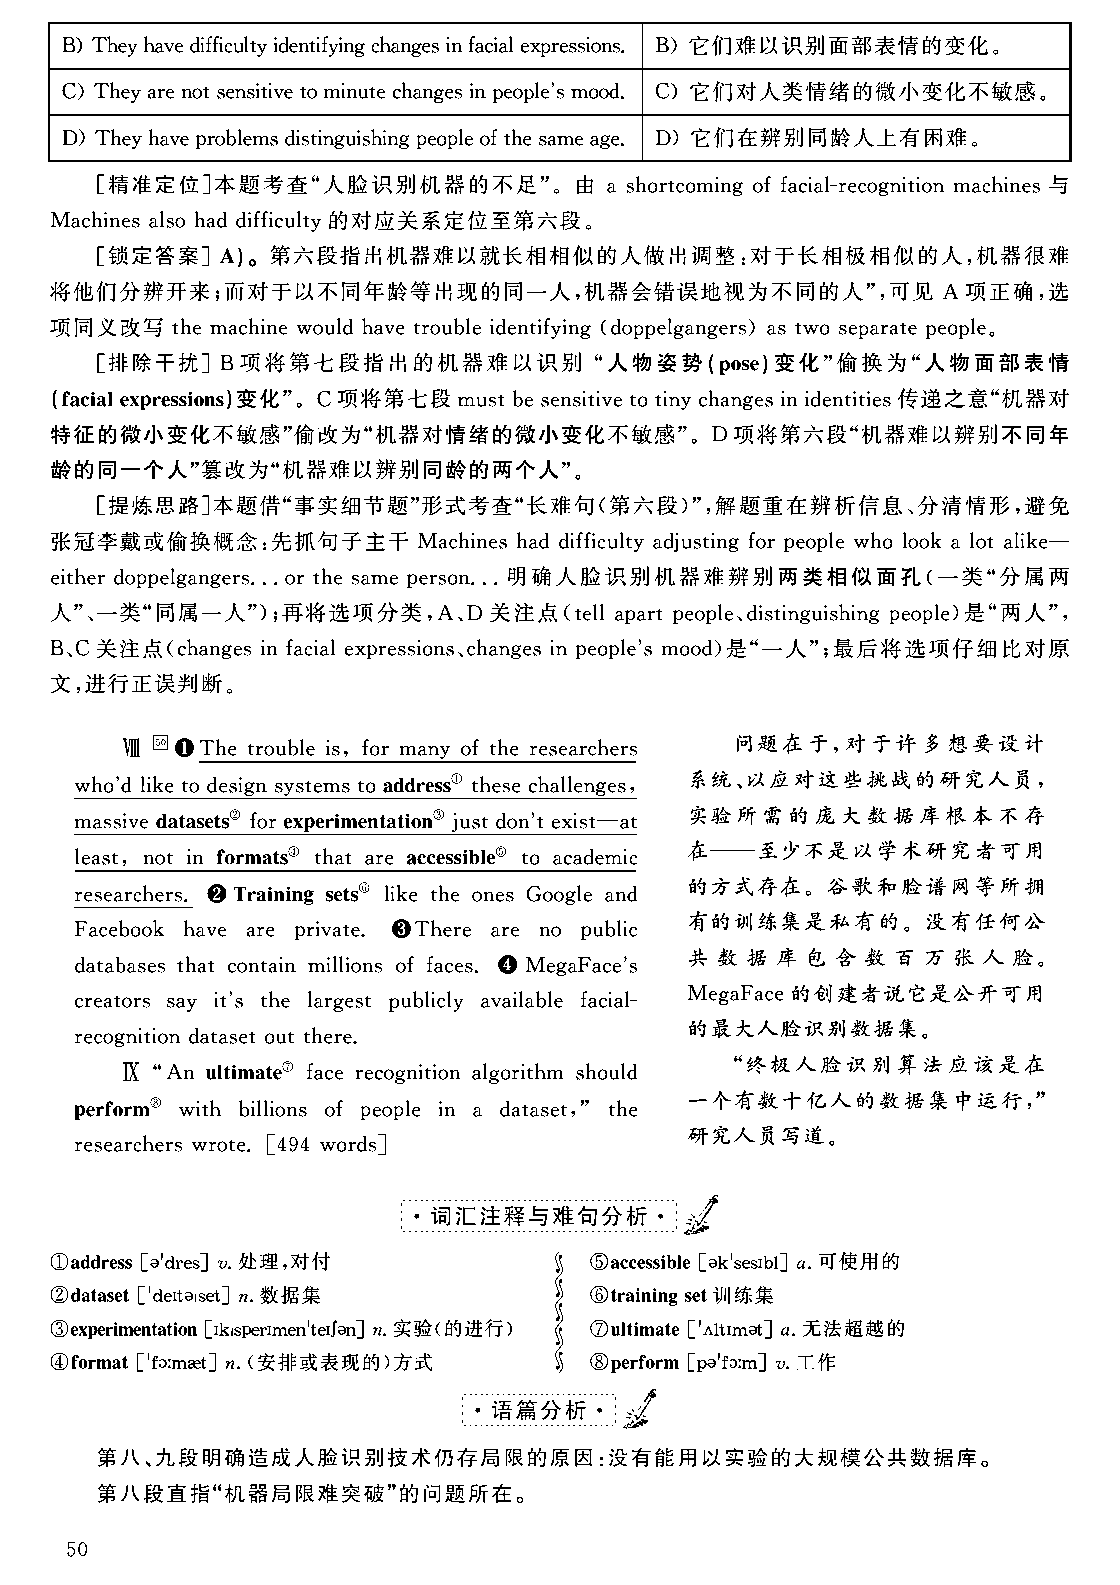 B) They have difficulty identifying changes in facial expressions. B) 它们难以识别面部表情的变化。
C) They are not sensitive to minute changes in people's mood. C) 它们对人类情绪的微小变化不敏感。
D) They have problems distinguishing people of the same age. D) 它们在辨别同龄人上有困难。
[精准定位]本题考查“人脸识别机器的不足”。由 a shortcoming of facial-recognition machines 与
Machines also had difficulty 的对应关系定位至第六段。
[锁定答案] A)。第六段指出机器难以就长相相似的人做出调整:对于长相极相似的人,机器很难
将他们分辨开来;而对于以不同年龄等出现的同一人,机器会错误地视为不同的人”,可见 A 项正确,选
项同义改写 the machine would have trouble identifying (doppelgangers) as two separate people。
[排除干扰] B 项将第七段指出的机器难以识别 “人物姿势(pose)变化”偷换为“人物面部表情
(facial expressions)变化”。C 项将第七段 must be sensitive to tiny changes in identities 传递之意“机器对
特征的微小变化不敏感”偷改为“机器对情绪的微小变化不敏感”。D 项将第六段“机器难以辨别不同年
龄的同一个人”篡改为“机器难以辨别同龄的两个人”。
[提炼思路]本题借“事实细节题”形式考查“长难句(第六段)”,解题重在辨析信息、分清情形,避免
张冠李戴或偷换概念:先抓句子主干 Machines had difficulty adjusting for people who look a lot alike—
either doppelgangers... or the same person... 明确人脸识别机器难辨别两类相似面孔(一类“分属两
人”、一类“同属一人”);再将选项分类,A、D 关注点(tell apart people、distinguishing people)是“两人”,
B、C 关注点(changes in facial expressions、changes in people's mood)是“一人”;最后将选项仔细比对原
文,进行正误判断。
Ⅷ 56 ❶The trouble is, for many of the researchers
who'd like to design systems to address① these challenges,
massive datasets② for experimentation③ just don't exist—at
least, not in formats④ that are accessible⑤ to academic
researchers. ❷Training sets⑥ like the ones Google and
Facebook have are private. ❸There are no public
databases that contain millions of faces. ❹ MegaFace's
creators say it's the largest publicly available facial-
recognition dataset out there.
Ⅸ “An ultimate⑦ face recognition algorithm should
perform⑧ with billions of people in a dataset,” the
researchers wrote. [494 words]
问题在于,对于许多想要设计
系统、以应对这些挑战的研究人员,
实验所需的庞大数据库根本不存
在——至少不是以学术研究者可用
的方式存在。谷歌和脸谱网等所拥
有的训练集是私有的。没有任何公
共数据库包含数百万张人脸。
MegaFace 的创建者说它是公开可用
的最大人脸识别数据集。
“终极人脸识别算法应该是在
一个有数十亿人的数据集中运行,”
研究人员写道。
·词汇注释与难句分析·
①address [ə'dres] v. 处理,对付
②dataset ['deɪtəˌset] n. 数据集
③experimentation [ɪkˌsperɪmen'teɪʃən] n. 实验(的进行)
④format ['fɔːmæt] n. (安排或表现的)方式
⑤accessible [ək'sesɪbl] a. 可使用的
⑥training set 训练集
⑦ultimate ['ʌltɪmət] a. 无法超越的
⑧perform [pə'fɔːm] v. 工作
·语篇分析·
第八、九段明确造成人脸识别技术仍存局限的原因:没有能用以实验的大规模公共数据库。
第八段直指“机器局限难突破”的问题所在。
50